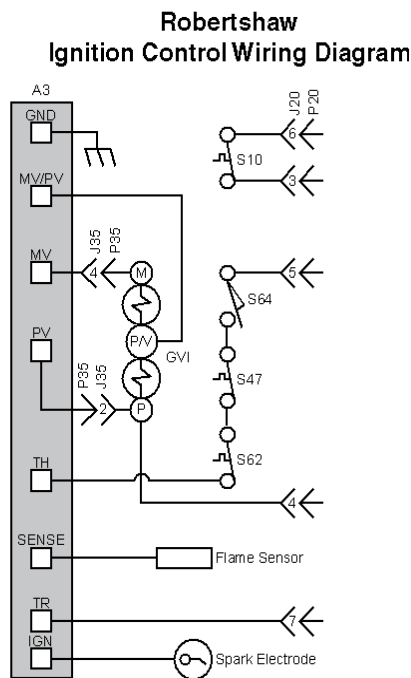 Robertshaw
Ignition Control Wiring Diagram
A3
GND
J20
P20
6
S10
MV/PV
3
J35
P35
MV
4
M
5
S64
PV
P/V
GVI
P35
J35
S47
2
P
TH
S62
4
SENSE
Flame Sensor
TR
7
IGN
Spark Electrode